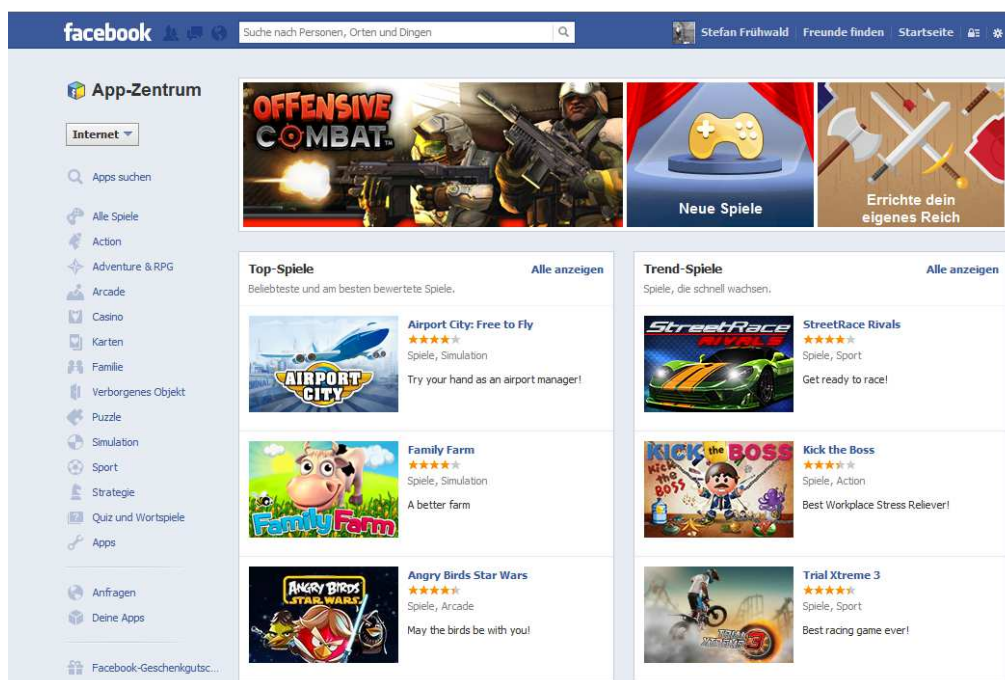 facebook
Suche nach Personen, Orten und Dingen
Stefan Frühwald
Freunde finden
Startseite
App-Zentrum
Internet
Apps suchen
Alle Spiele
Action
Adventure & RPG
Arcade
Casino
Karten
Familie
Verborgenes Objekt
Puzzle
Simulation
Sport
Strategie
Quiz und Wortspiele
Apps
Anfragen
Deine Apps
Facebook-Geschenkgutsc...
OFFENSIVE
COMBAT
Neue Spiele
Errichte dein
eigenes Reich
Top-Spiele
Alle anzeigen
Beliebteste und am besten bewertete Spiele.
AIRPORT
CITY
Airport City: Free to Fly
Spiele, Simulation
Try your hand as an airport manager!
Family Farm
Family Farm
Spiele, Simulation
A better farm
ANGRY BIRDS
STAR WARS
Angry Birds Star Wars
Spiele, Arcade
May the birds be with you!
Trend-Spiele
Alle anzeigen
Spiele, die schnell wachsen.
StreetRace
RIVALS
StreetRace Rivals
Spiele, Sport
Get ready to race!
KICK the BOSS
Kick
the
BOSS
Kick the Boss
Spiele, Action
Best Workplace Stress Reliever!
TRIAL
XTREME 3
Trial Xtreme 3
Spiele, Sport
Best racing game ever!